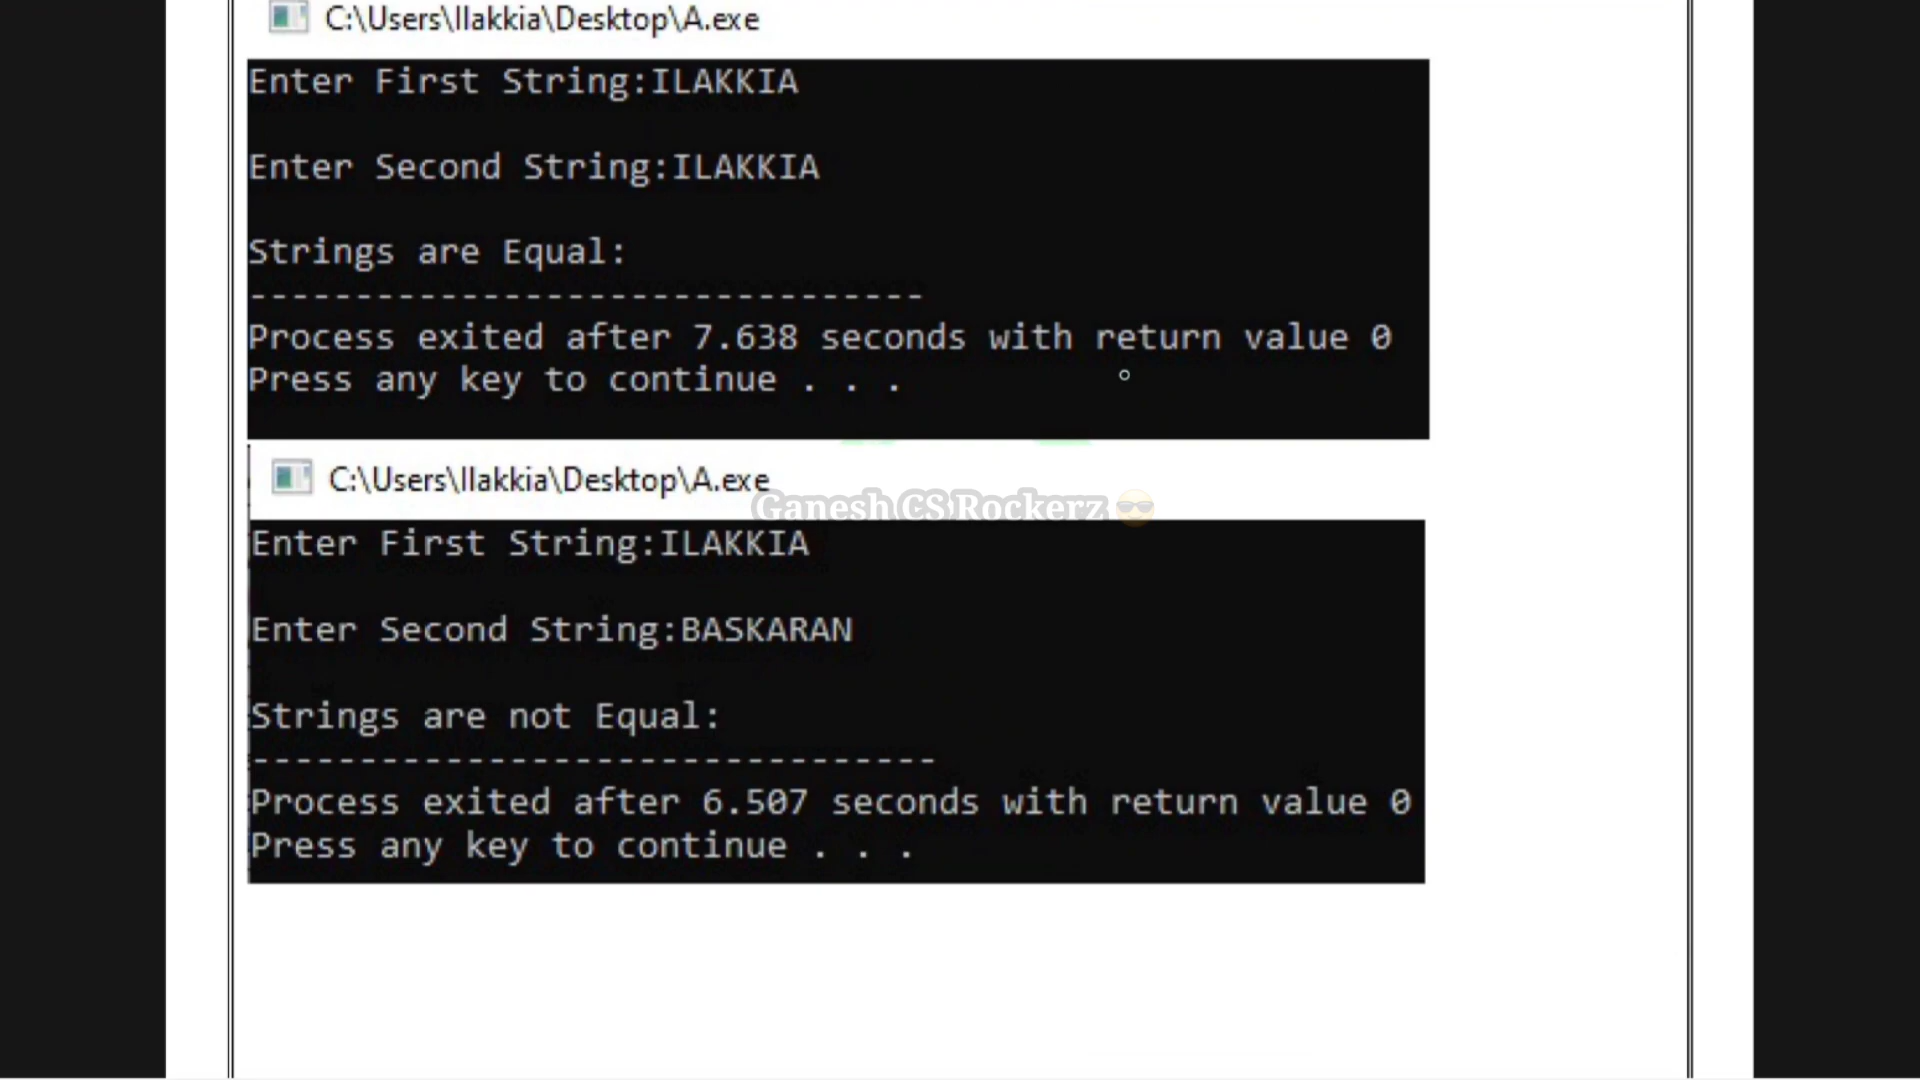 C:\Users\Ilakkia\Desktop\A.exe
Enter First String:ILAKKIA
Enter Second String:ILAKKIA
Strings are Equal:
--------------------------------
Process exited after 7.638 seconds with return value 0
Press any key to continue . . .
C:\Users\Ilakkia\Desktop\A.exe
Ganesh CS Rockerz 😎
Enter First String:ILAKKIA
Enter Second String:BASKARAN
Strings are not Equal:
--------------------------------
Process exited after 6.507 seconds with return value 0
Press any key to continue . . .